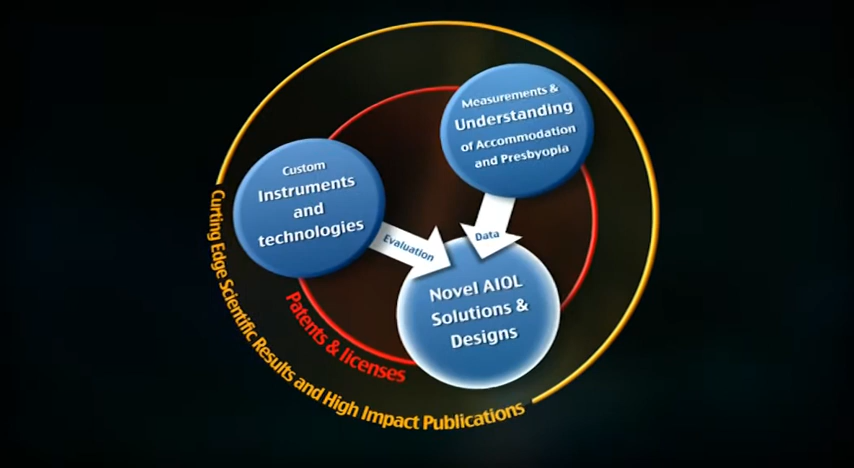 Measurements &
Understanding
of Accommodation
and Presbyopia
Custom
Instruments
and
technologies
Evaluation
Data
Novel AIOL
Solutions &
Designs
Patents & licenses
Curting Edge Scientific Results and High Impact Publications